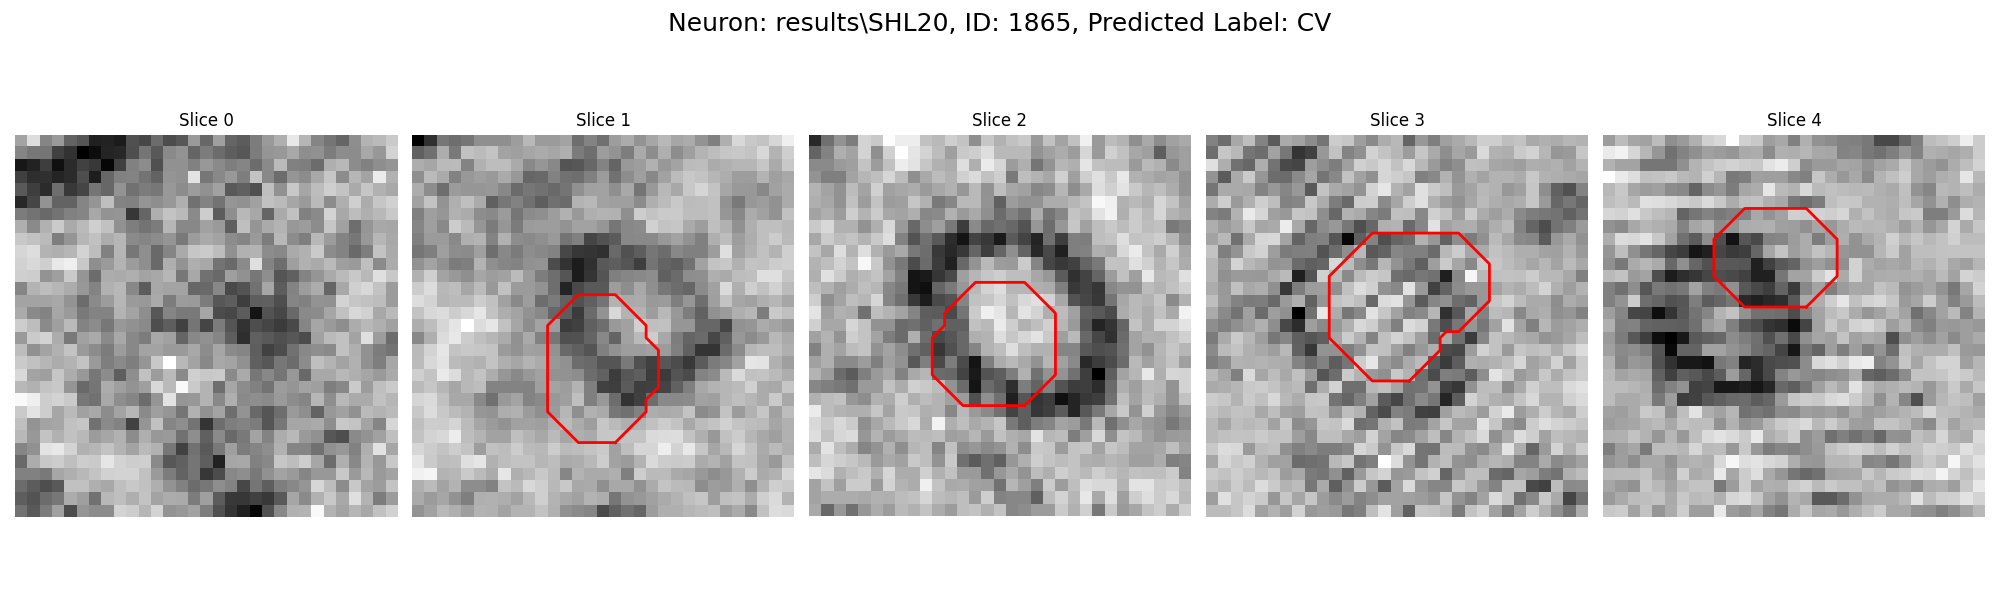 Neuron: results\SHL20, ID: 1865, Predicted Label: CV
Slice 0
Slice 1
Slice 2
Slice 3
Slice 4